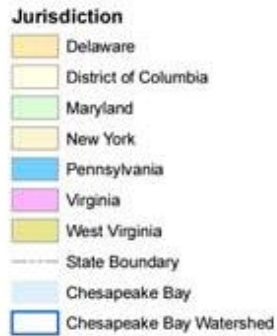 Jurisdiction
Delaware
District of Columbia
Maryland
New York
Pennsylvania
Virginia
West Virginia
State Boundary
Chesapeake Bay
Chesapeake Bay Watershed